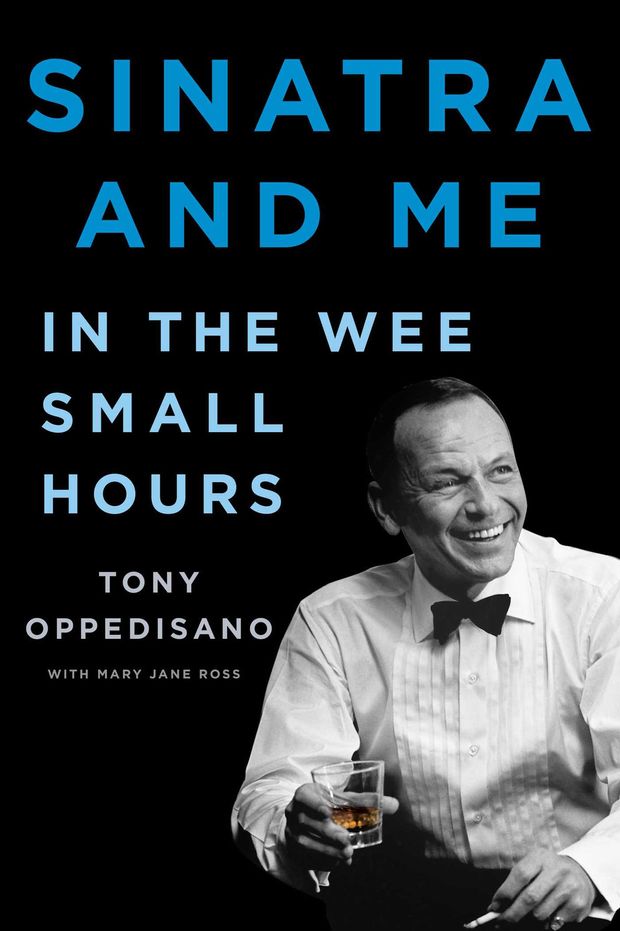 SINATRA
AND ME
IN THE WEE
SMALL
HOURS
TONY
OPPEDISANO
WITH MARY JANE ROSS